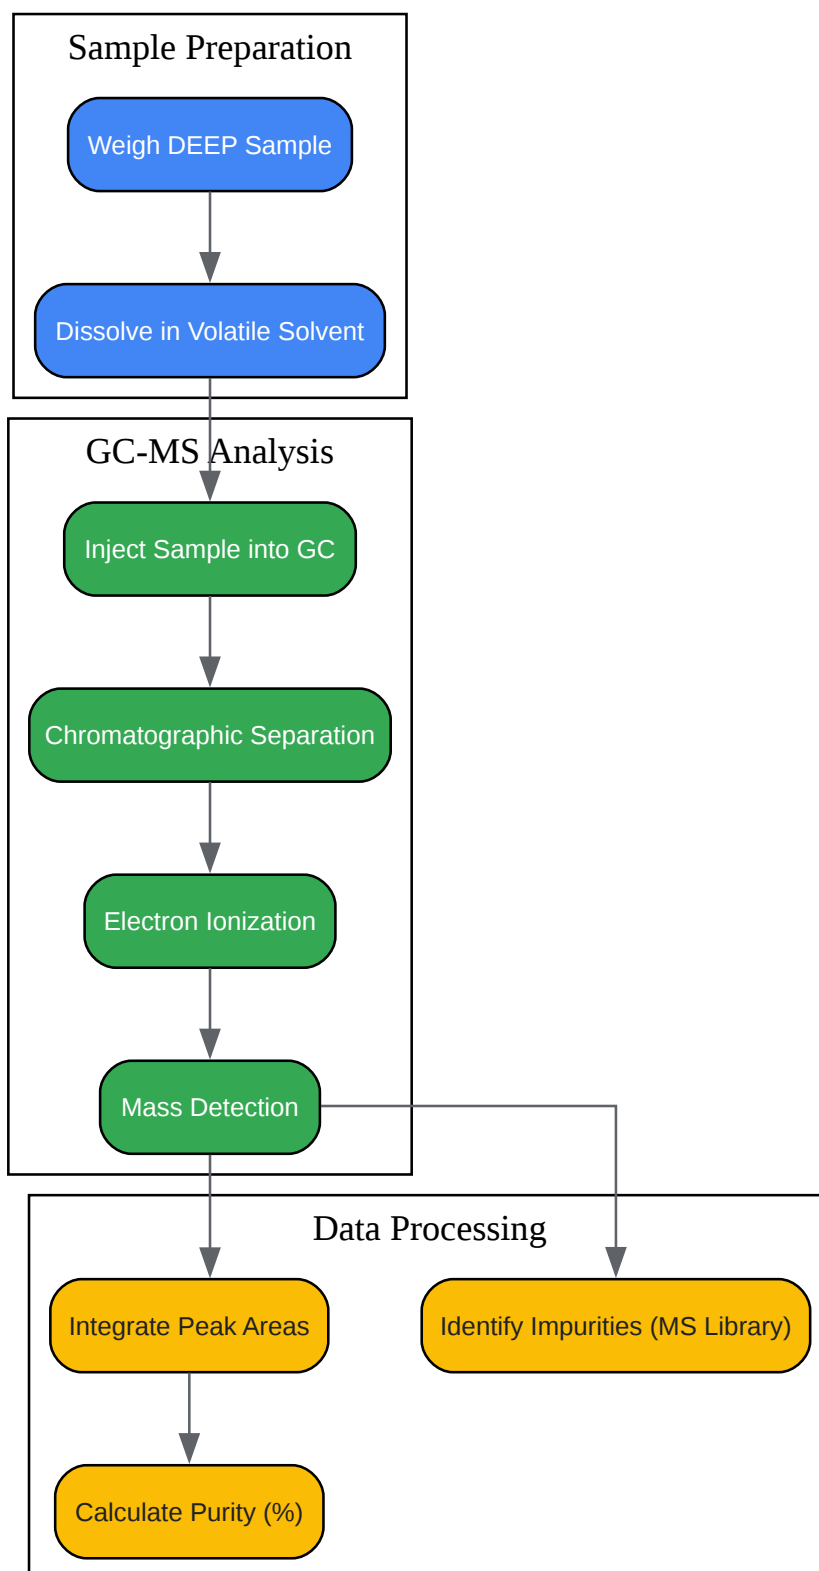 Sample Preparation
Weigh DEEP Sample
Dissolve in Volatile Solvent
GC-MS Analysis
Inject Sample into GC
Chromatographic Separation
Electron Ionization
Mass Detection
Data Processing
Integrate Peak Areas
Identify Impurities (MS Library)
Calculate Purity (%)